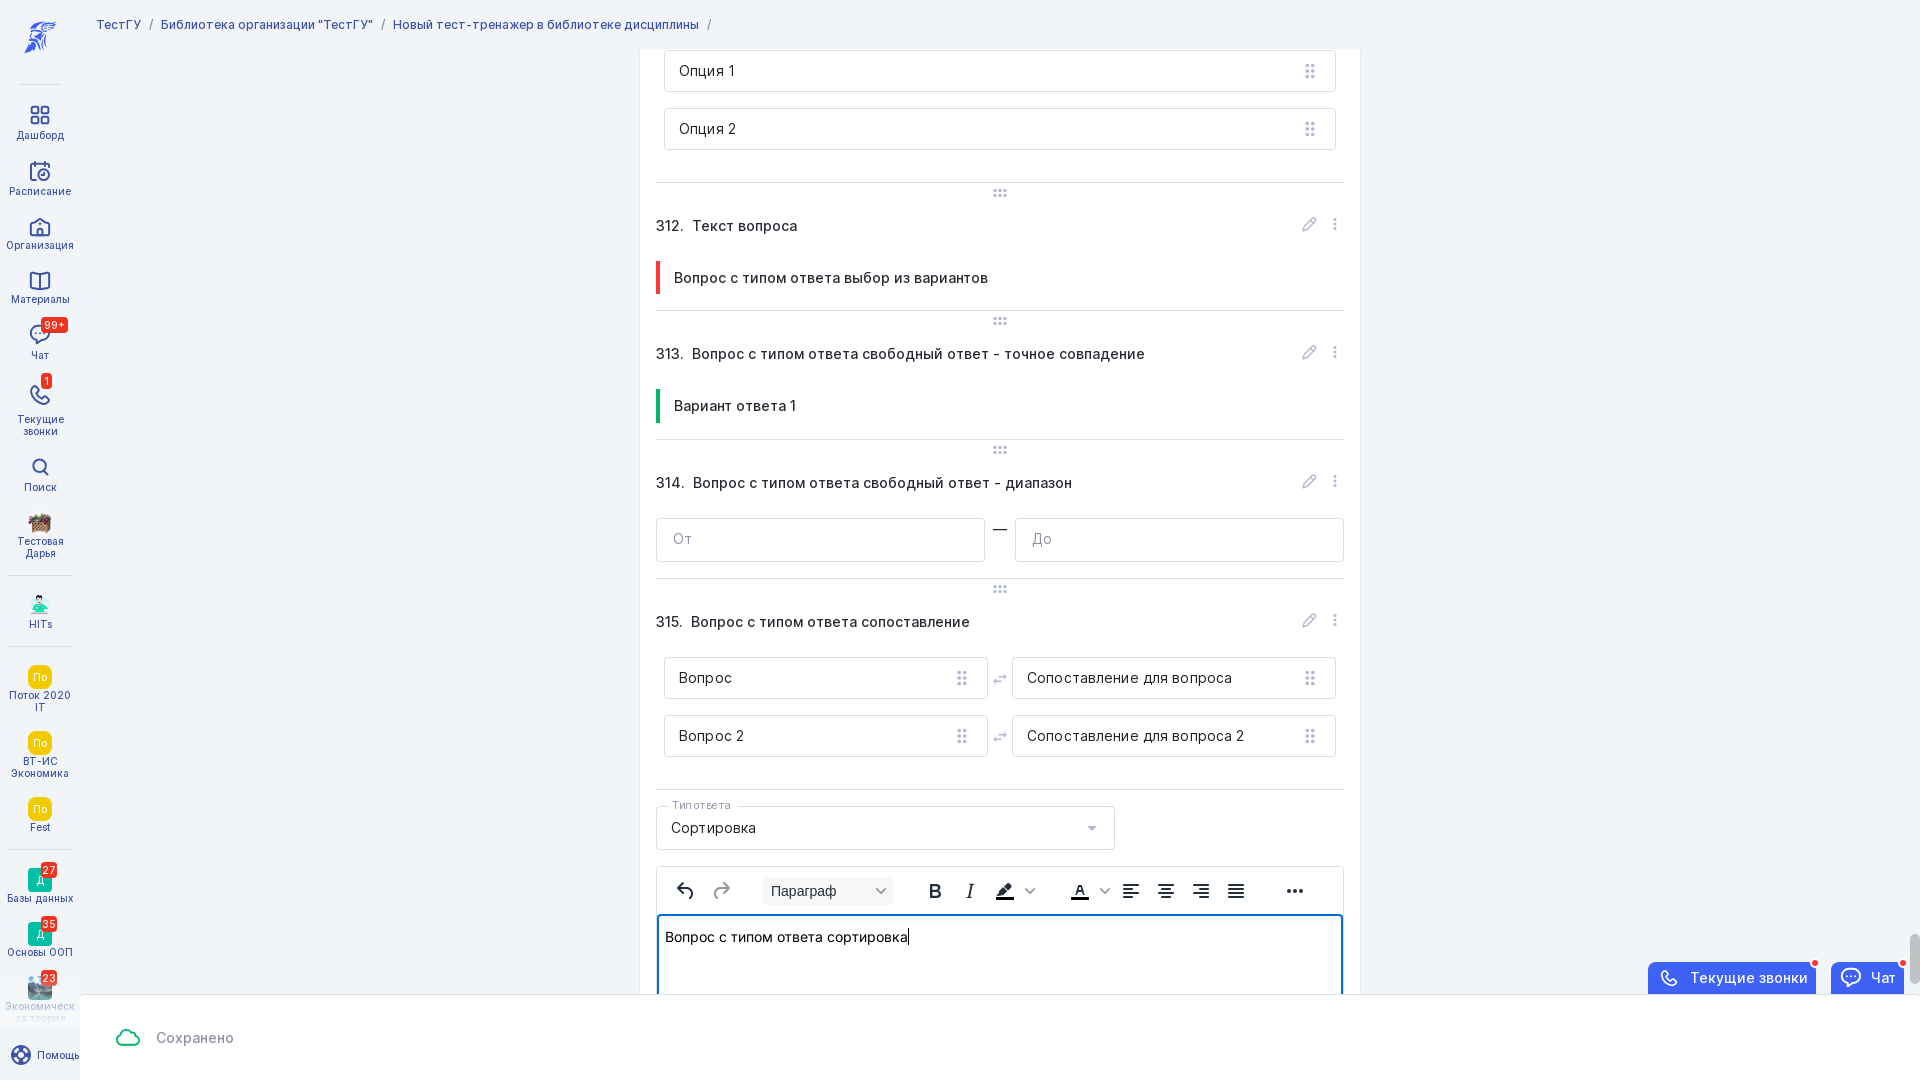 ТестГУ / Библиотека организации "ТестГУ" / Новый тест-тренажер в библиотеке дисциплины /
Дашборд
Расписание
Организация
Материалы
99+
Чат
1
Текущие
звонки
Поиск
Тестовая
Дарья
HITs
По
Поток 2020
IT
По
ВТ-ИС
Экономика
По
Fest
27
Д
Базы данных
35
Д
Основы ООП
23
Экономическ
ая теория
Помощь
Опция 1
Опция 2
312. Текст вопроса
Вопрос с типом ответа выбор из вариантов
313. Вопрос с типом ответа свободный ответ - точное совпадение
Вариант ответа 1
314. Вопрос с типом ответа свободный ответ - диапазон
От — До
315. Вопрос с типом ответа сопоставление
Вопрос Сопоставление для вопроса
Вопрос 2 Сопоставление для вопроса 2
Тип ответа
Сортировка
Параграф B I A
Вопрос с типом ответа сортировка
Текущие звонки Чат
Сохранено